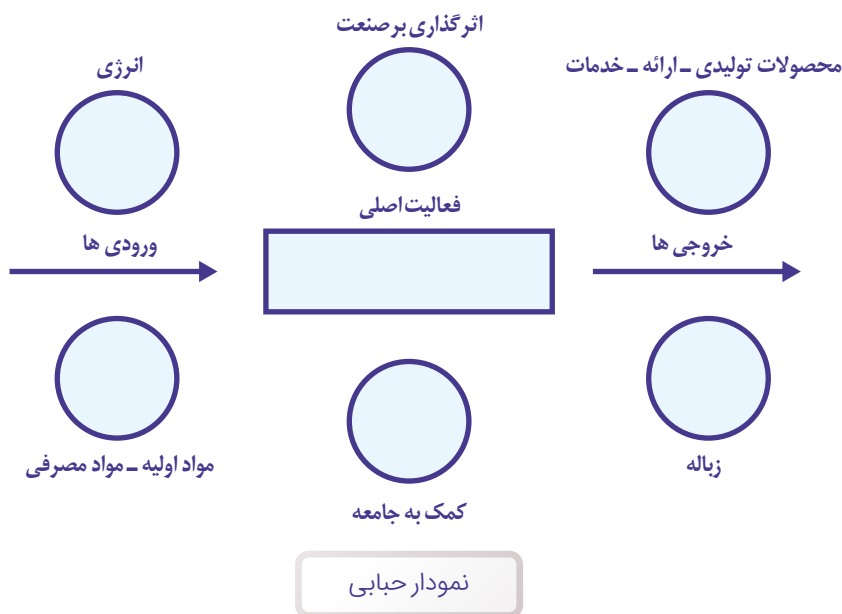 اثرگذاری بر صنعت
محصولات تولیدی ـ ارائه ـ خدمات
انرژی
فعالیت اصلی
خروجی ها
ورودی ها
زباله
مواد اولیه ـ مواد مصرفی
کمک به جامعه
نمودار حبابی